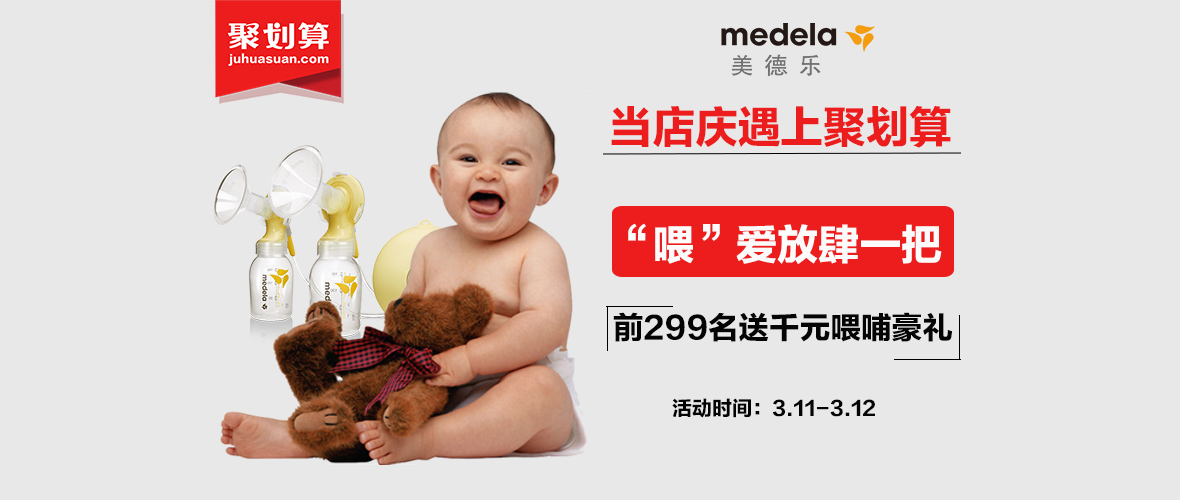 聚划算
juhuasuan.com
medela
美德乐
当店庆遇上聚划算
“喂”爱放肆一把
前299名送千元喂哺豪礼
活动时间：3.11-3.12
medela
medela